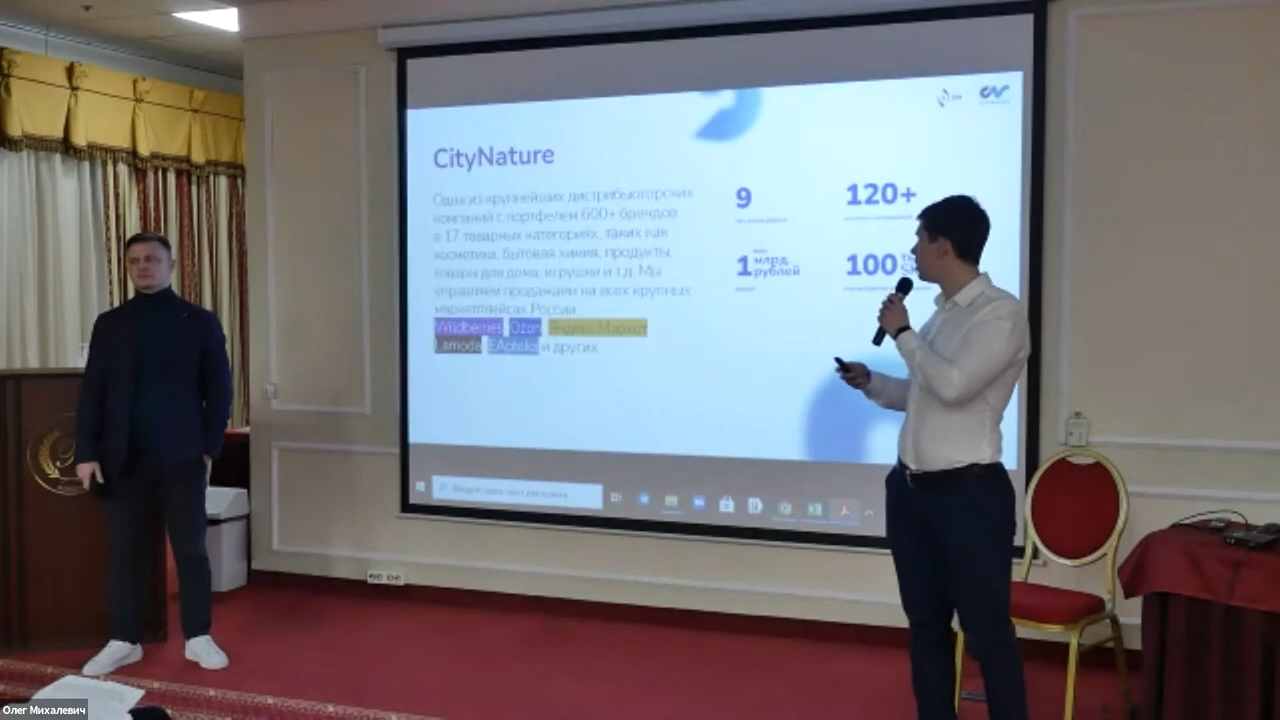 CityNature
Одна из крупнейших дистрибьюторских
компаний с портфелем 600+ брендов
в 17 товарных категориях, таких как
косметика, бытовая химия, продукты,
товары для дома, игрушки и т.д. Мы
управляем продажами на всех крупных
маркетплейсах России
Wildberries Ozon Яндекс.Маркет
Lamoda ЕАptekа и других
9
120+
1 млрд.
рублей
100
Олег Михалевич